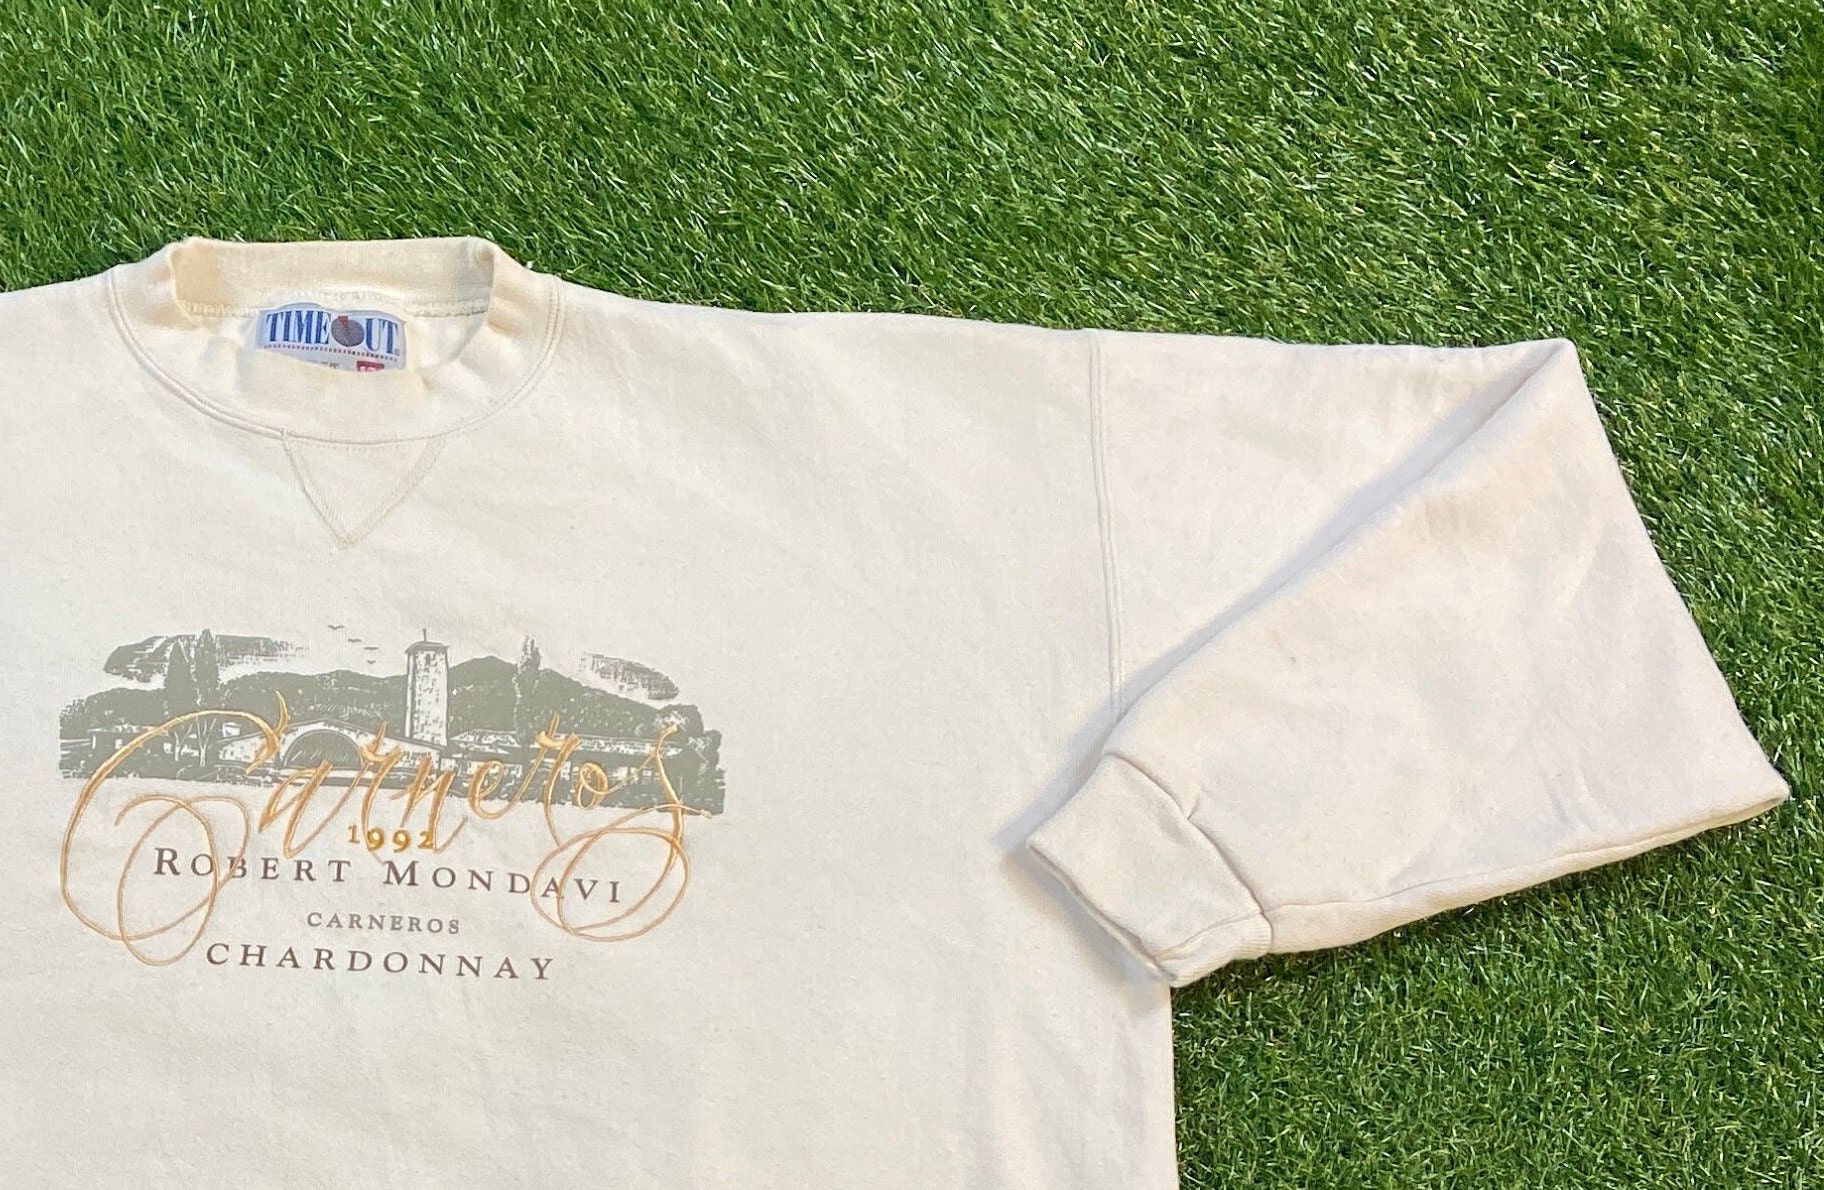 TIME OUT
Carneros
1992
ROBERT MONDAVI
CARNEROS
CHARDONNAY